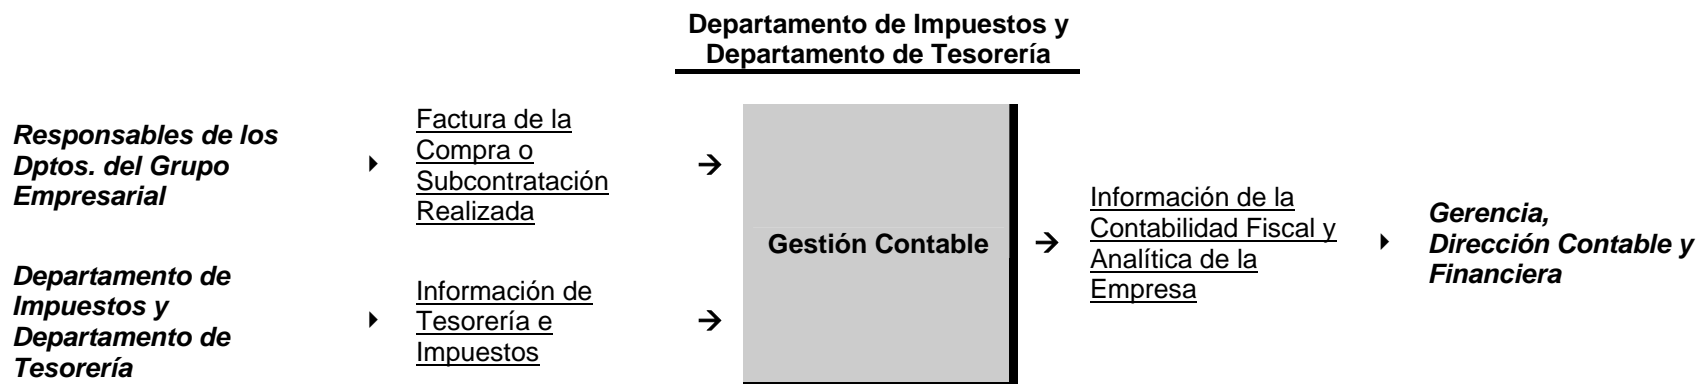 Departamento de Impuestos y
Departamento de Tesorería
Responsables de los
Dptos. del Grupo
Empresarial
Factura de la
Compra o
Subcontratación
Realizada
Departamento de
Impuestos y
Departamento de
Tesorería
Información de
Tesorería e
Impuestos
Gestión Contable
Información de la
Contabilidad Fiscal y
Analítica de la
Empresa
Gerencia,
Dirección Contable y
Financiera